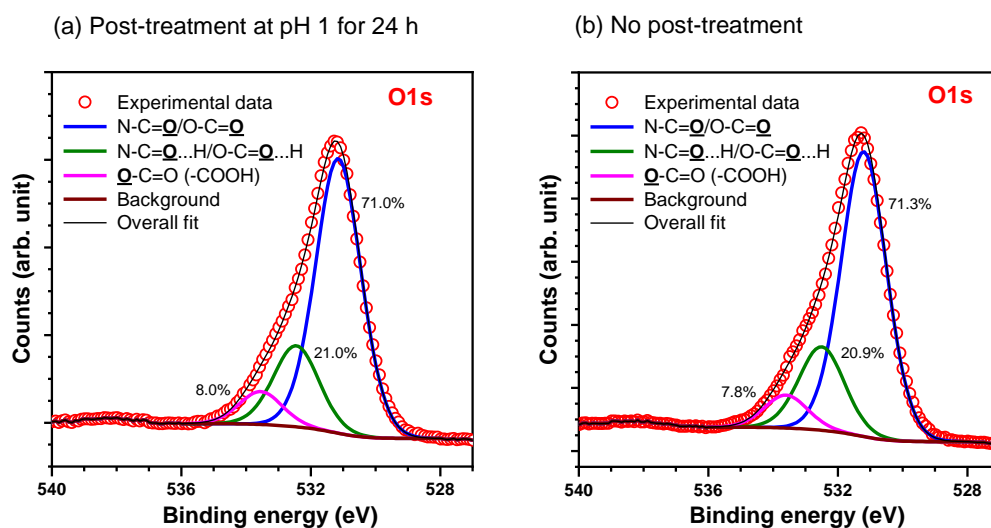 (a) Post-treatment at pH 1 for 24 h
O1s
Experimental data
N-C=O/O-C=O
N-C=O...H/O-C=O...H
O-C=O (-COOH)
Background
Overall fit
71.0%
21.0%
8.0%
Counts (arb. unit)
540 536 532 528
Binding energy (eV)
(b) No post-treatment
O1s
Experimental data
N-C=O/O-C=O
N-C=O...H/O-C=O...H
O-C=O (-COOH)
Background
Overall fit
71.3%
20.9%
7.8%
Counts (arb. unit)
540 536 532 528
Binding energy (eV)